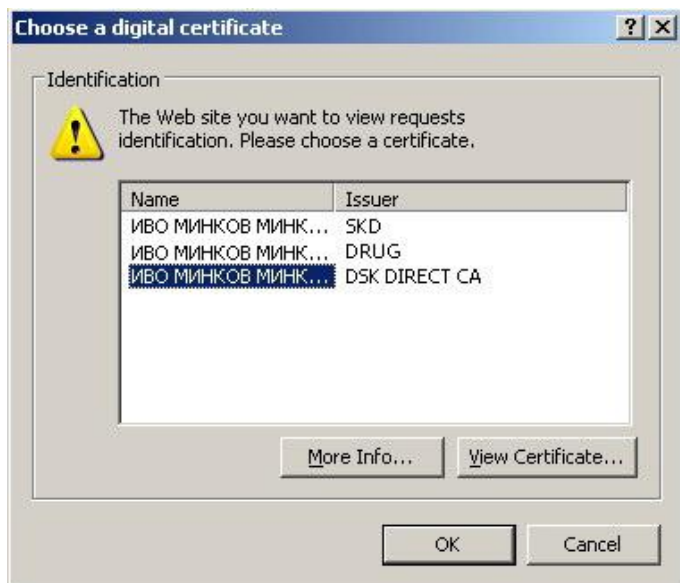 Choose a digital certificate
Identification
The Web site you want to view requests
identification. Please choose a certificate.
Name Issuer
ИВО МИНКОВ МИНК... SKD
ИВО МИНКОВ МИНК... DRUG
ИВО МИНКОВ МИНК... DSK DIRECT CA
More Info... View Certificate...
OK Cancel